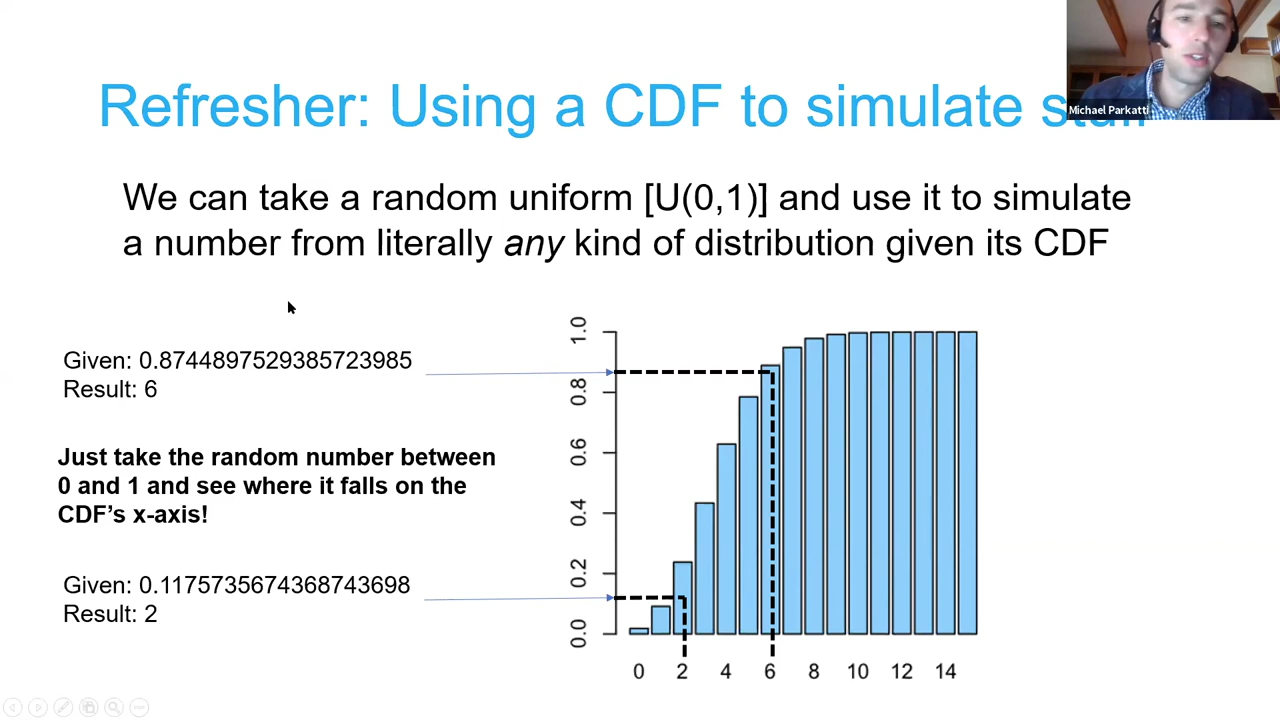 Refresher: Using a CDF to simulate
Michael Parkatti
We can take a random uniform [U(0,1)] and use it to simulate
a number from literally any kind of distribution given its CDF
Given: 0.8744897529385723985
Result: 6
Just take the random number between
0 and 1 and see where it falls on the
CDF’s x-axis!
Given: 0.1175735674368743698
Result: 2
1.0
0.8
0.6
0.4
0.2
0.0
0 2 4 6 8 10 12 14